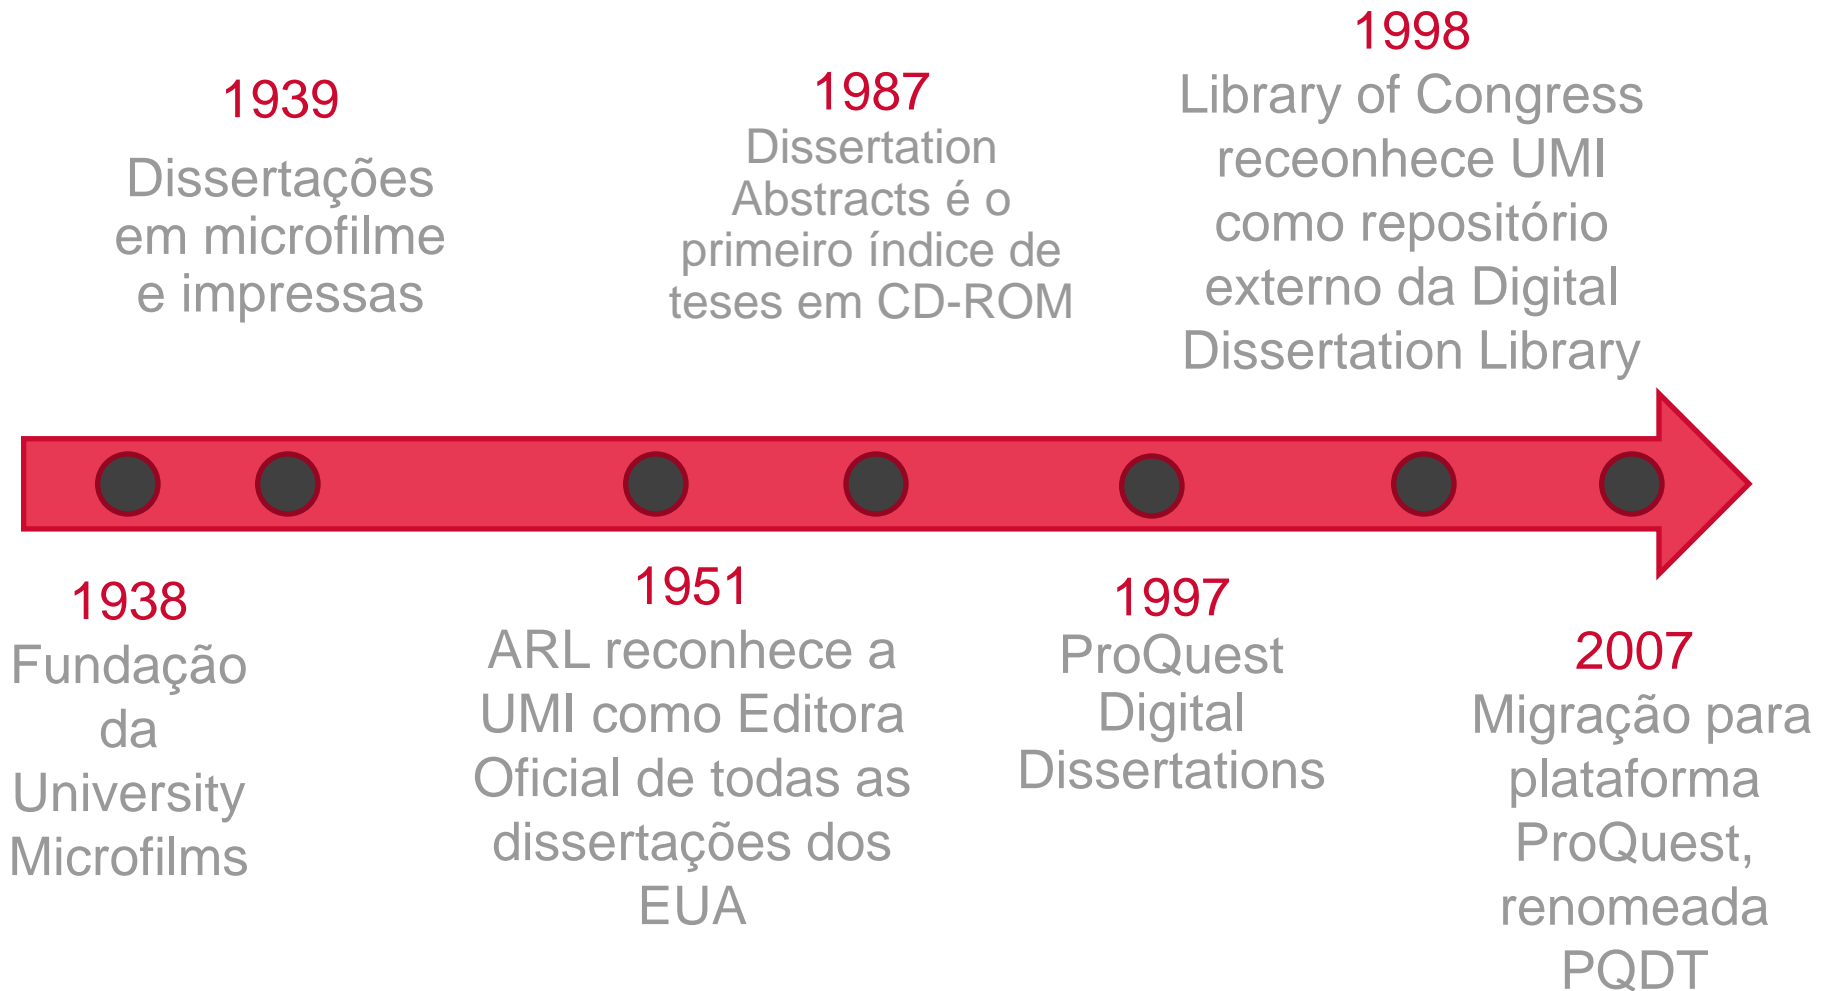 1938
Fundação
da
University
Microfilms
1939
Dissertações
em microfilme
e impressas
1951
ARL reconhece a
UMI como Editora
Oficial de todas as
dissertações dos
EUA
1987
Dissertation
Abstracts é o
primeiro índice de
teses em CD-ROM
1997
ProQuest
Digital
Dissertations
1998
Library of Congress
receonhece UMI
como repositório
externo da Digital
Dissertation Library
2007
Migração para
plataforma
ProQuest,
renomeada
PQDT